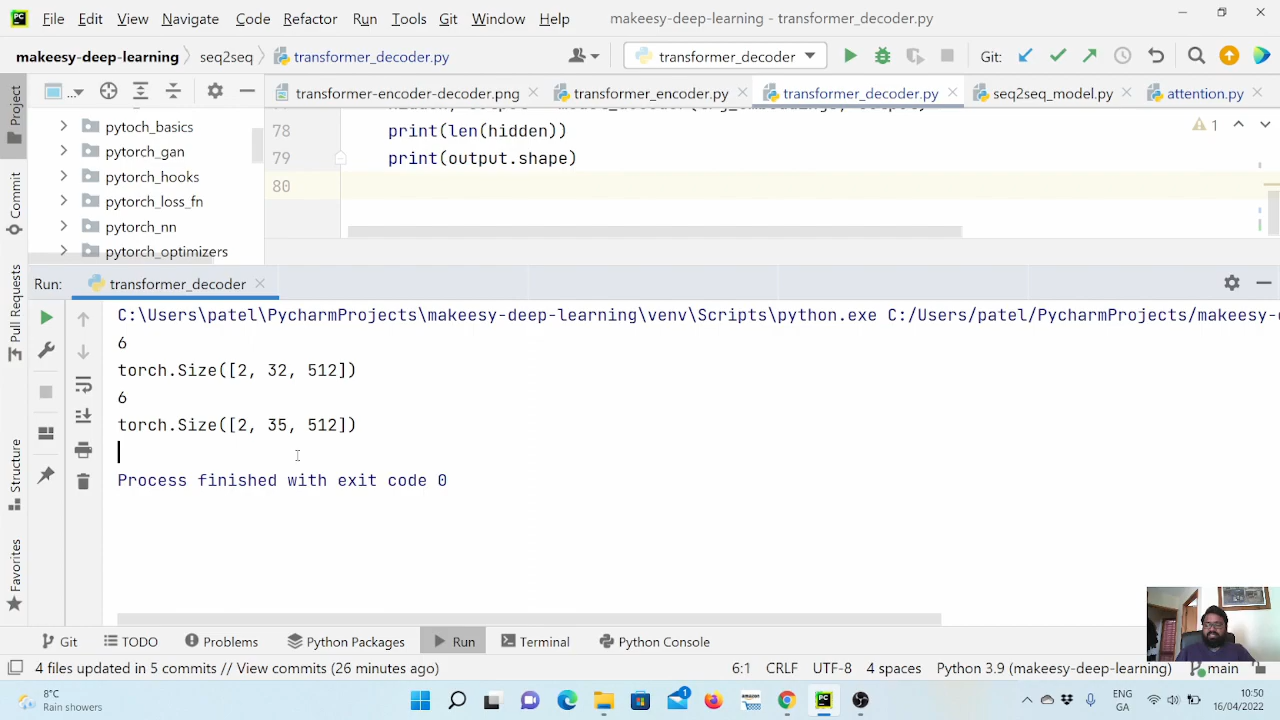 File Edit View Navigate Code Refactor Run Tools Git Window Help makeesy-deep-learning - transformer_decoder.py
makeesy-deep-learning seq2seq transformer_decoder.py transformer_decoder Git:
Project
... transformer-encoder-decoder.png transformer_encoder.py transformer_decoder.py seq2seq_model.py attention.py
pytoch_basics
pytorch_gan
pytorch_hooks
pytorch_loss_fn
pytorch_nn
pytorch_optimizers
78 print(len(hidden))
79 print(output.shape)
80
1
Commit
Pull Requests
Structure
Favorites
Run: transformer_decoder
C:\Users\patel\PycharmProjects\makeesy-deep-learning\venv\Scripts\python.exe C:/Users/patel/PycharmProjects/makeesy-d
6
torch.Size([2, 32, 512])
6
torch.Size([2, 35, 512])
Process finished with exit code 0
Git TODO Problems Python Packages Run Terminal Python Console
4 files updated in 5 commits // View commits (26 minutes ago) 6:1 CRLF UTF-8 4 spaces Python 3.9 (makeesy-deep-learning) main
8°C
Rain showers
amazon
1
ENG
GA
10:50
16/04/2022